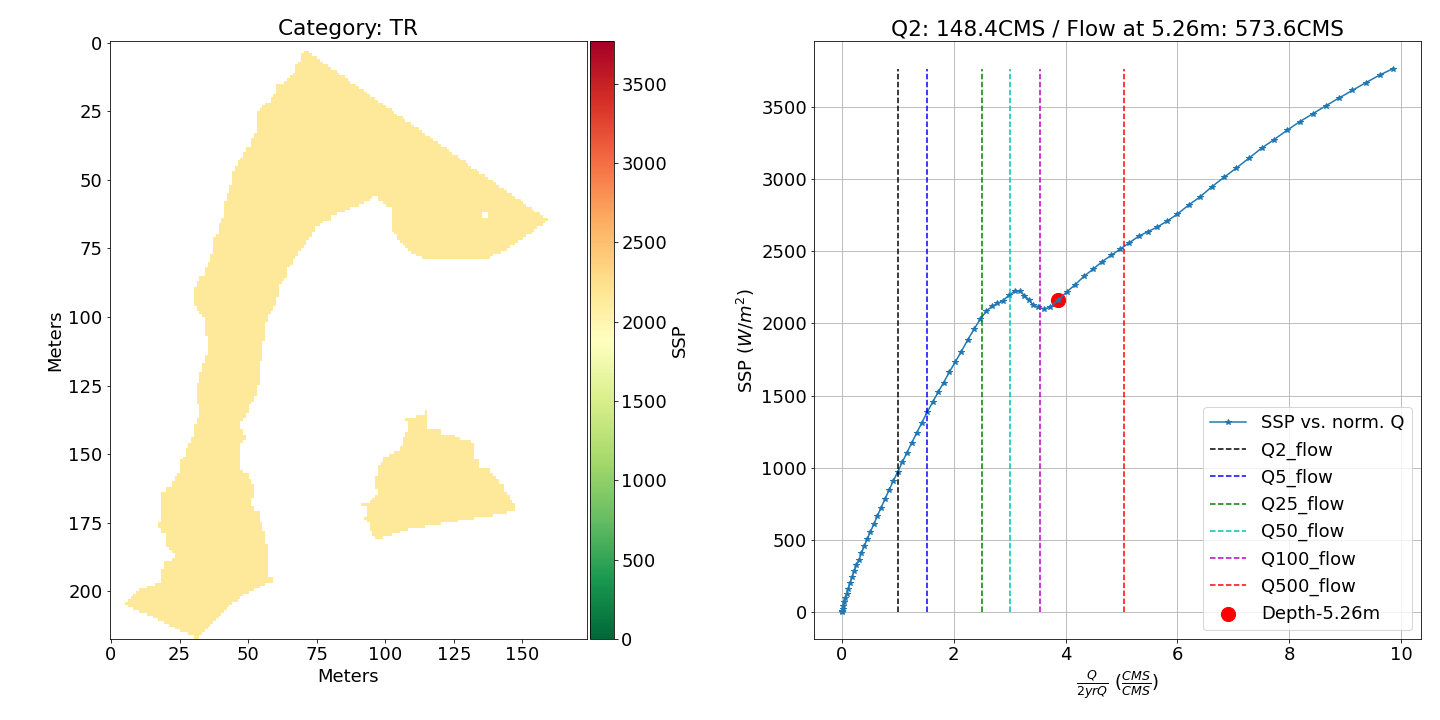 Category: TR
0
25
50
75
100
125
150
175
200
Meters
0
25
50
75
100
125
150
Meters
3500
3000
2500
2000
1500
1000
500
0
SSP
Q2: 148.4CMS / Flow at 5.26m: 573.6CMS
3500
3000
2500
2000
1500
1000
500
0
SSP (W/m²)
0
2
4
6
8
10
Q/2yrQ (CMS/CMS)
SSP vs. norm. Q
Q2_flow
Q5_flow
Q25_flow
Q50_flow
Q100_flow
Q500_flow
Depth-5.26m